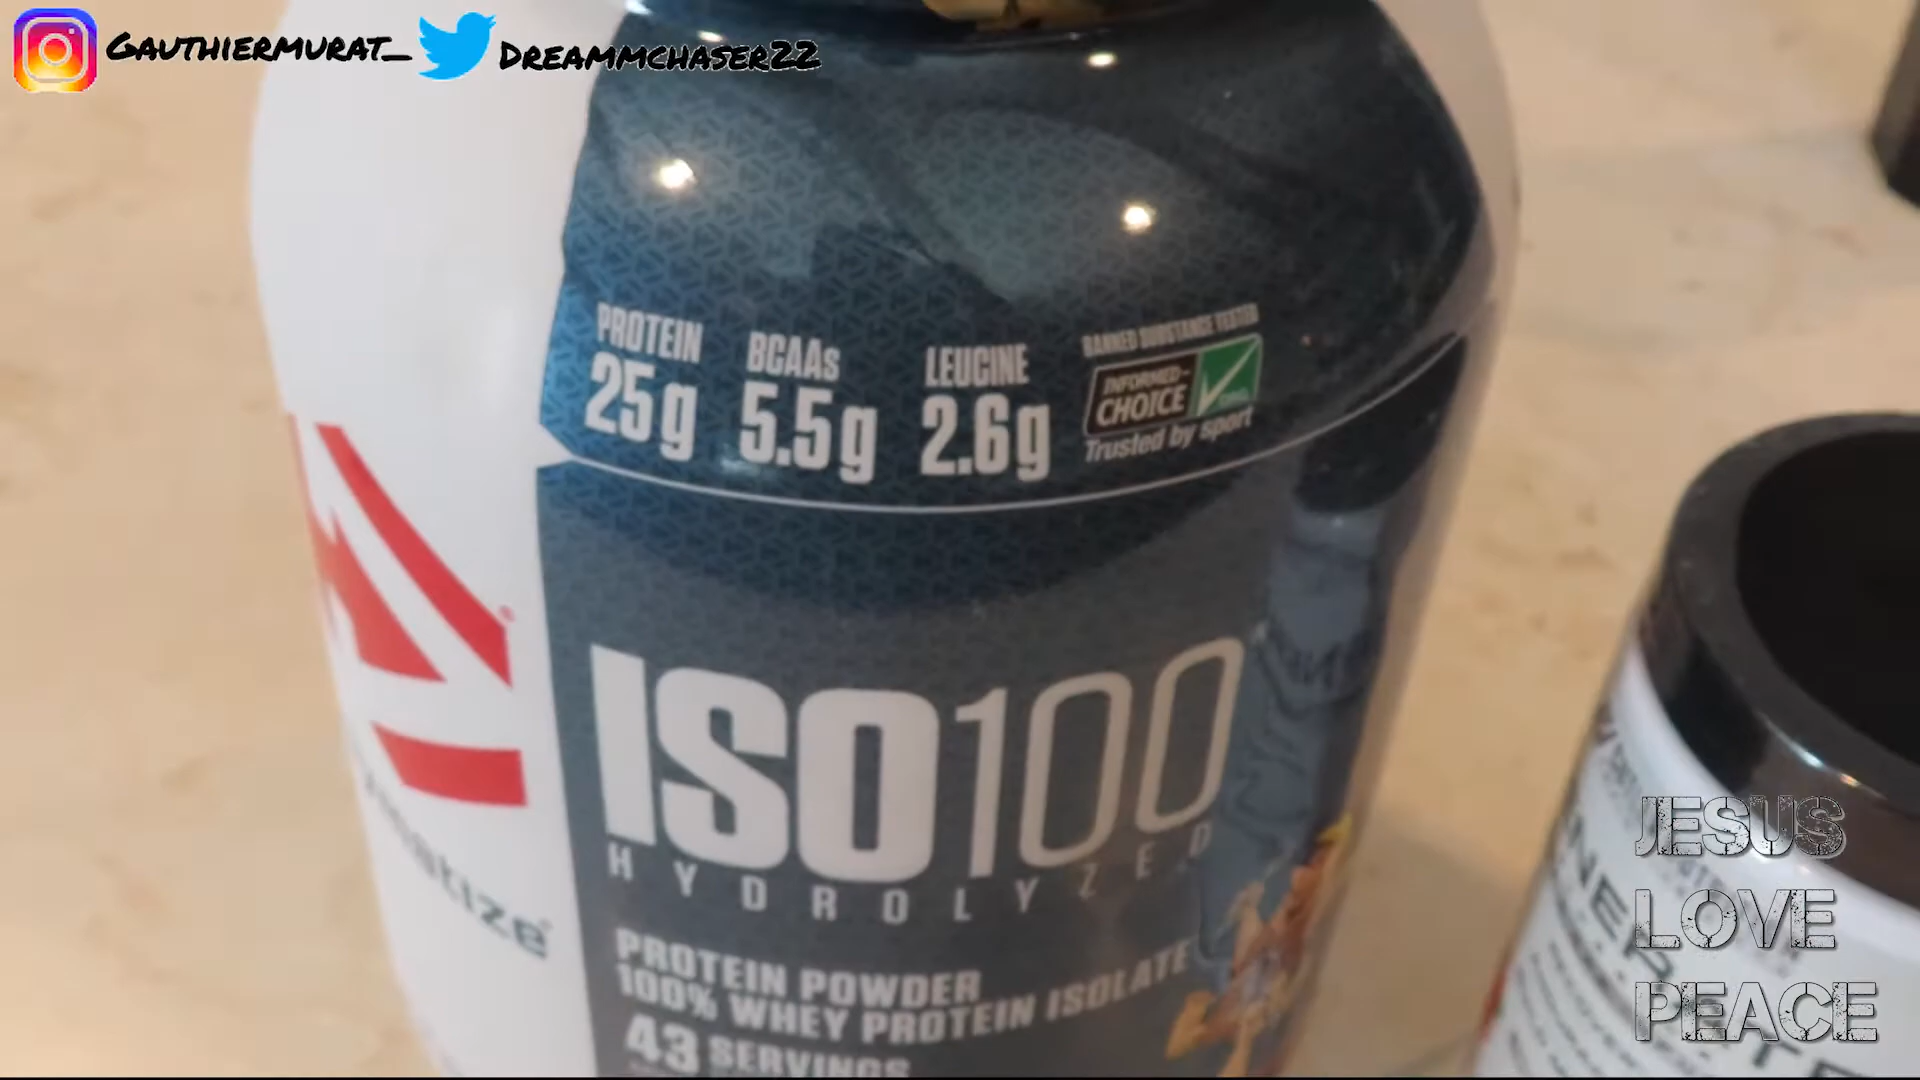 GAUTHIERMURAT_ DREAMMCHASER22
PROTEIN
25g
BCAAs
5.5g
LEUCINE
2.6g
BANNED SUBSTANCE TESTED
INFORMED-
CHOICE
Trusted by sport
ISO100
HYDROLYZED
PROTEIN POWDER
100% WHEY PROTEIN ISOLATE
43 SERVINGS
JESUS
LOVE
PEACE